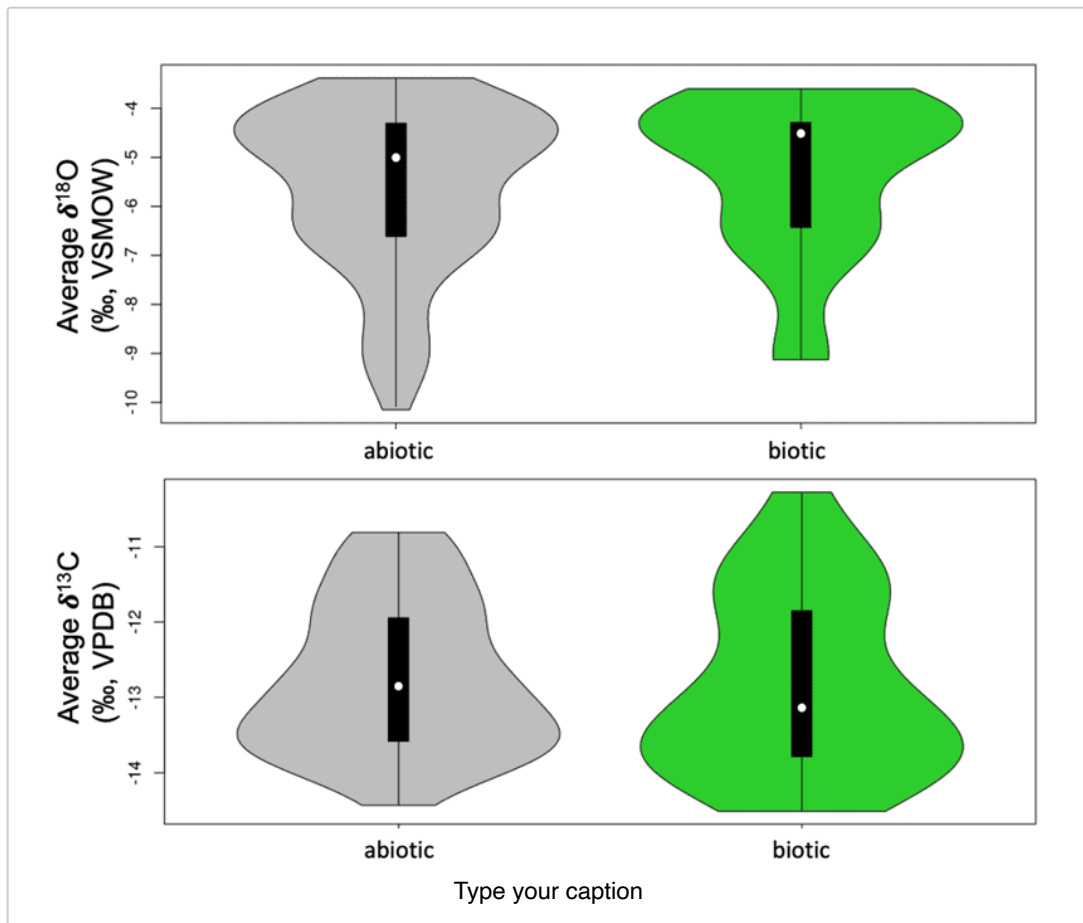 Average δ¹⁸O
(‰, VSMOW)
-4
-5
-6
-7
-8
-9
-10
abiotic
biotic
Average δ¹³C
(‰, VPDB)
-11
-12
-13
-14
abiotic
biotic
Type your caption